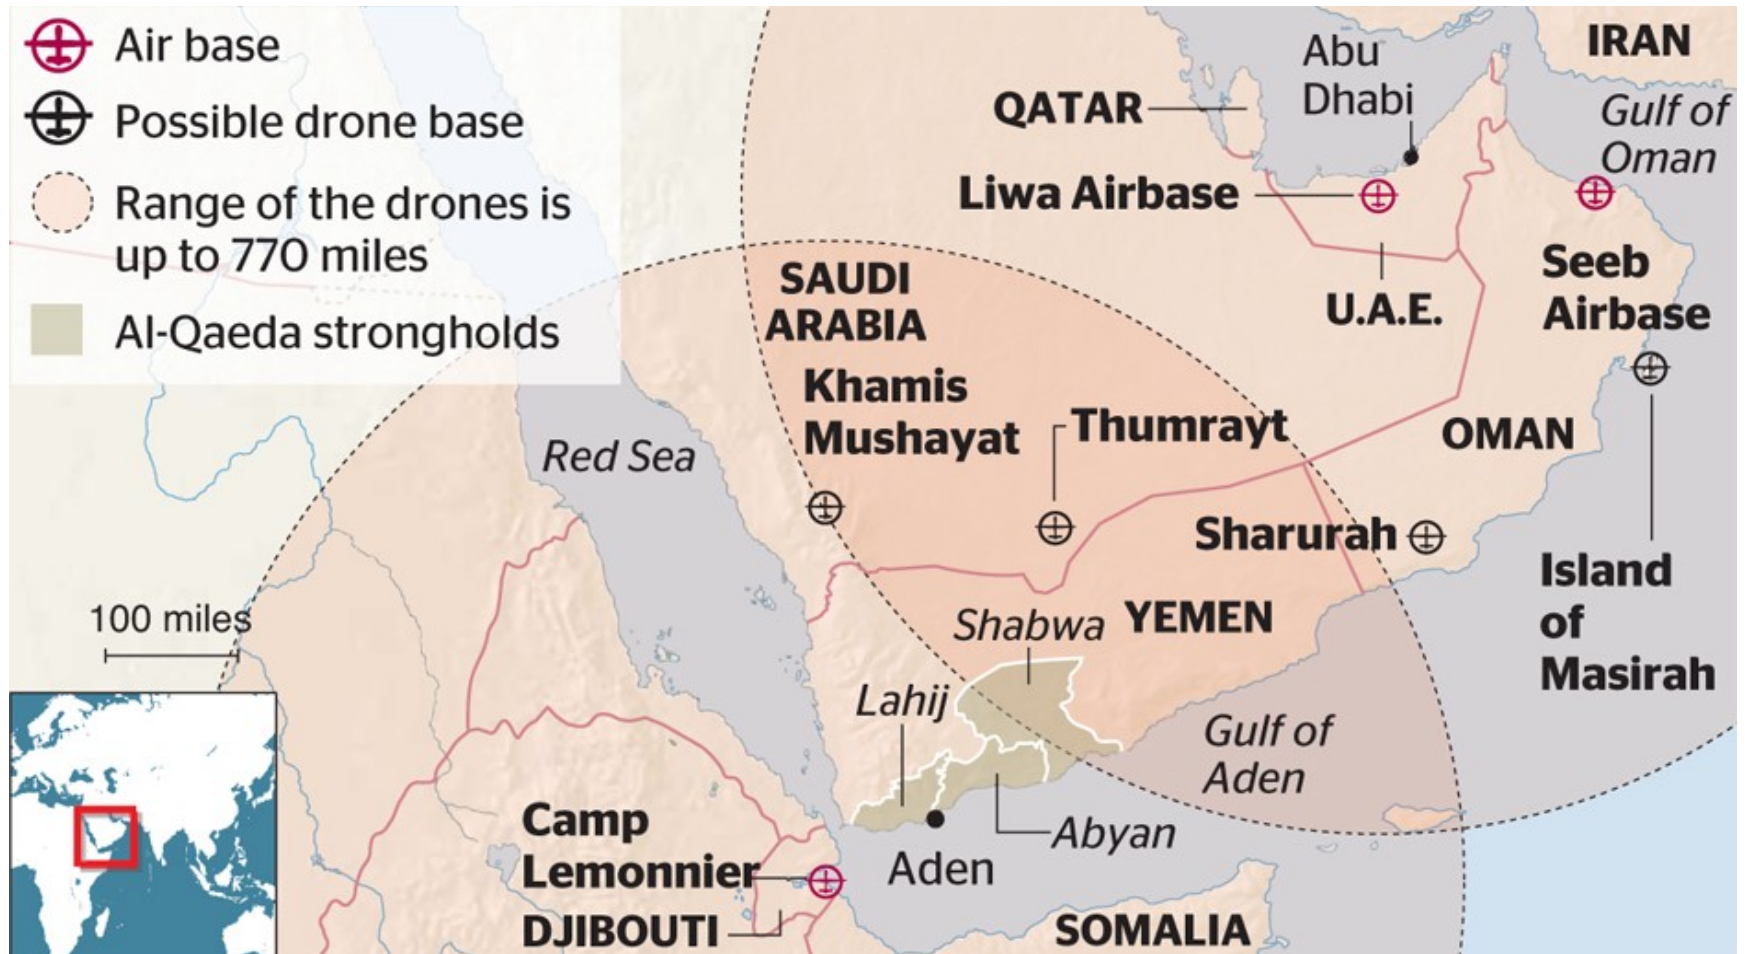 Air base
Possible drone base
Range of the drones is
up to 770 miles
Al-Qaeda strongholds
IRAN
Abu
Dhabi
QATAR
Gulf of
Oman
Liwa Airbase
Seeb
Airbase
U.A.E.
SAUDI
ARABIA
Khamis
Mushayat
Thumrayt
OMAN
Red Sea
Sharurah
Island
of
Masirah
100 miles
Shabwa
YEMEN
Lahij
Gulf of
Aden
Camp
Lemonnier
Abyan
Aden
DJIBOUTI
SOMALIA